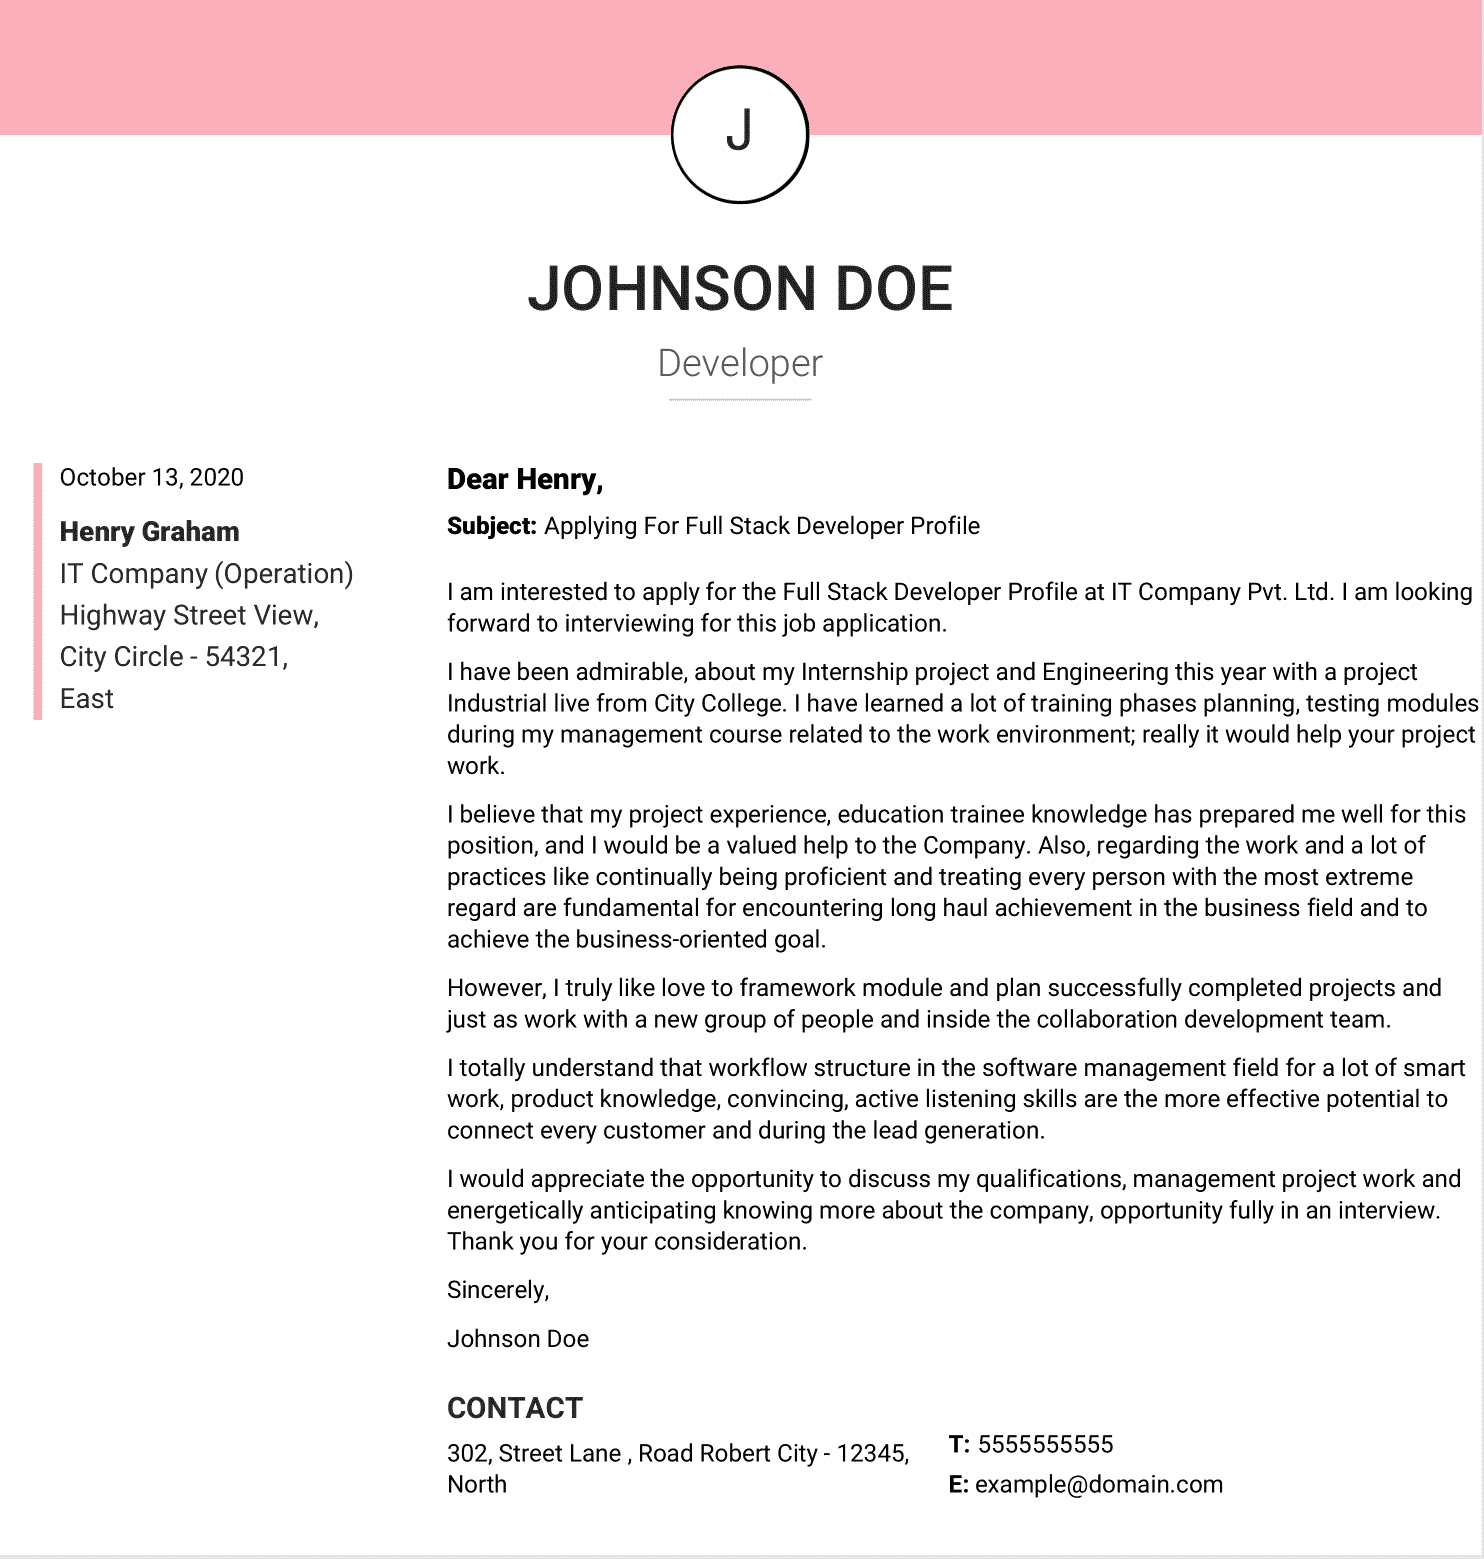 J
JOHNSON DOE
Developer
October 13, 2020
Henry Graham
IT Company (Operation)
Highway Street View,
City Circle - 54321,
East
Dear Henry,
Subject: Applying For Full Stack Developer Profile
I am interested to apply for the Full Stack Developer Profile at IT Company Pvt. Ltd. I am looking
forward to interviewing for this job application.
I have been admirable, about my Internship project and Engineering this year with a project
Industrial live from City College. I have learned a lot of training phases planning, testing modules
during my management course related to the work environment; really it would help your project
work.
I believe that my project experience, education trainee knowledge has prepared me well for this
position, and I would be a valued help to the Company. Also, regarding the work and a lot of
practices like continually being proficient and treating every person with the most extreme
regard are fundamental for encountering long haul achievement in the business field and to
achieve the business-oriented goal.
However, I truly like love to framework module and plan successfully completed projects and
just as work with a new group of people and inside the collaboration development team.
I totally understand that workflow structure in the software management field for a lot of smart
work, product knowledge, convincing, active listening skills are the more effective potential to
connect every customer and during the lead generation.
I would appreciate the opportunity to discuss my qualifications, management project work and
energetically anticipating knowing more about the company, opportunity fully in an interview.
Thank you for your consideration.
Sincerely,
Johnson Doe
CONTACT
302, Street Lane , Road Robert City - 12345,
North
T: 5555555555
E: example@domain.com